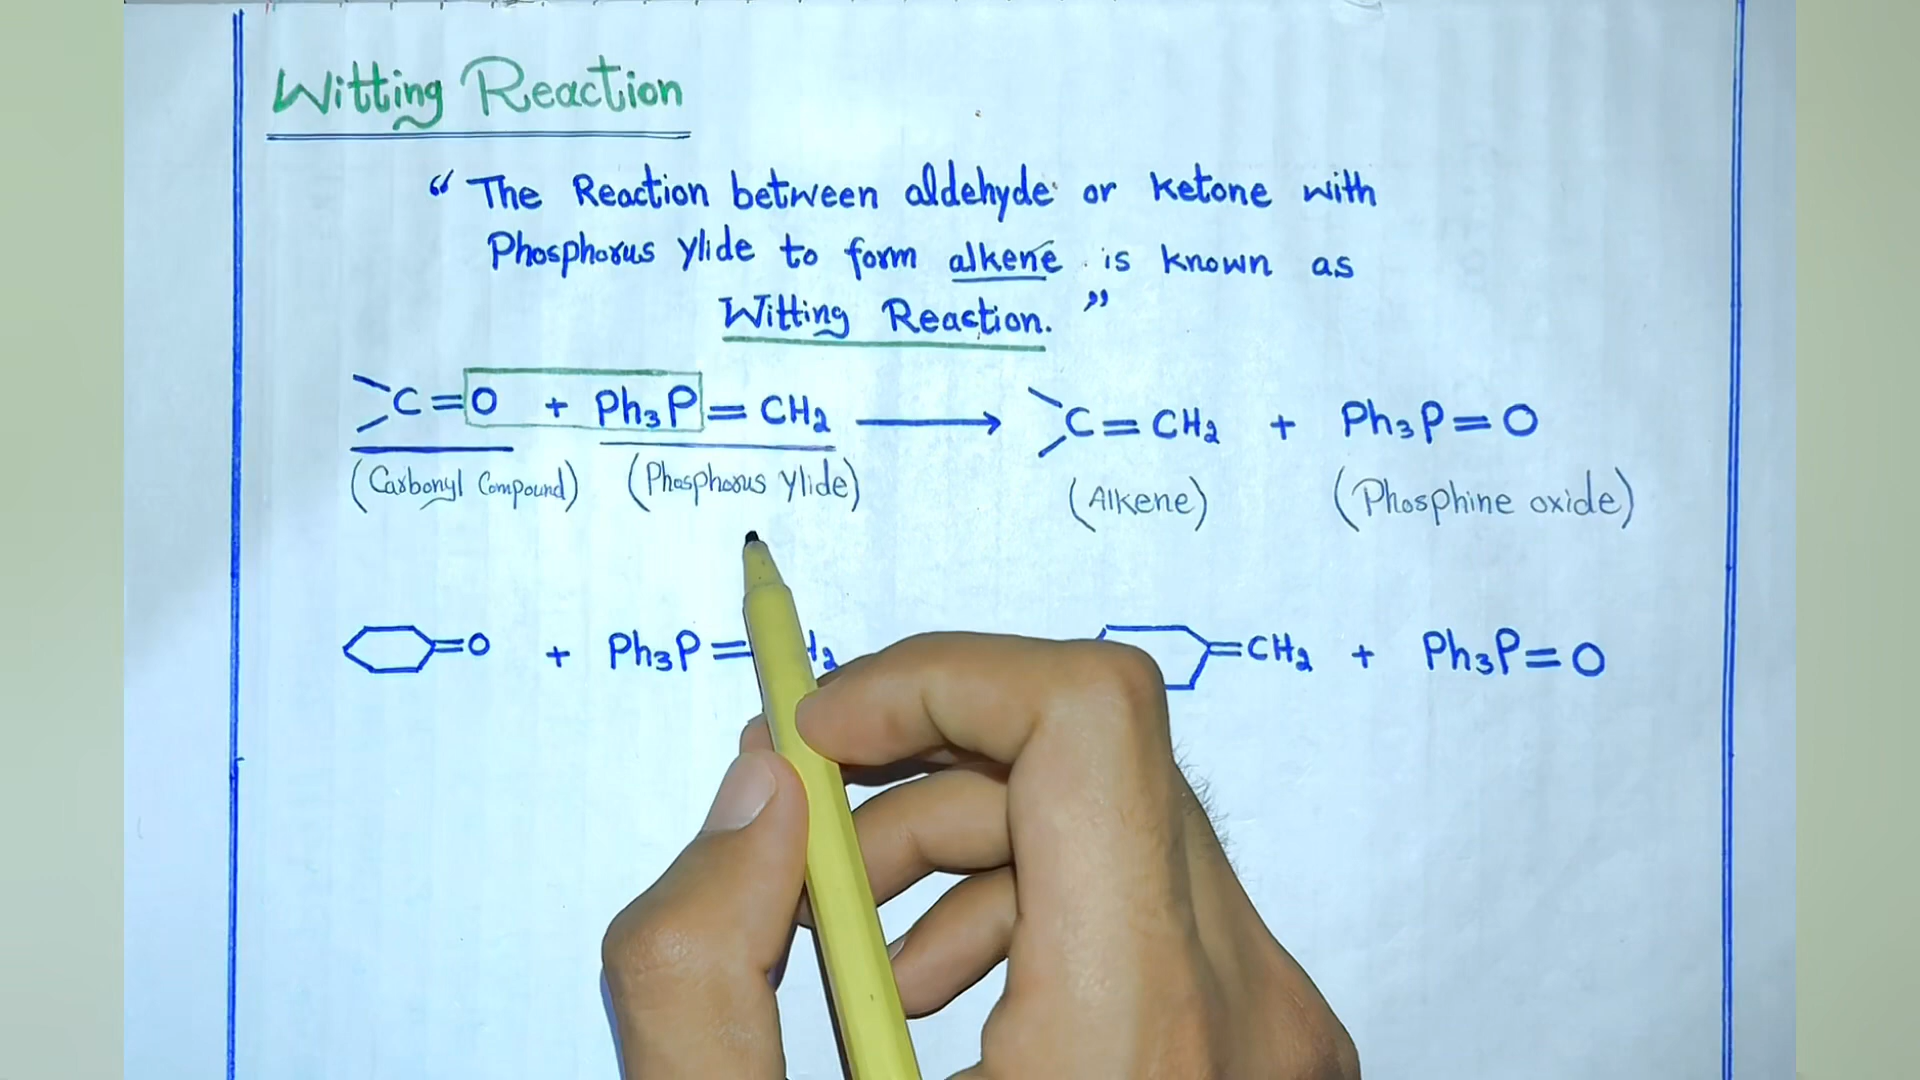 Witting Reaction
“ The Reaction between aldehyde or ketone with
Phosphorus ylide to form alkene is known as
Witting Reaction. ”
C=O + Ph₃P=CH₂ ⟶ C=CH₂ + Ph₃P=O
(Carbonyl Compound) (Phosphorus ylide) (Alkene) (Phosphine oxide)
=O + Ph₃P= H₂ =CH₂ + Ph₃P=O